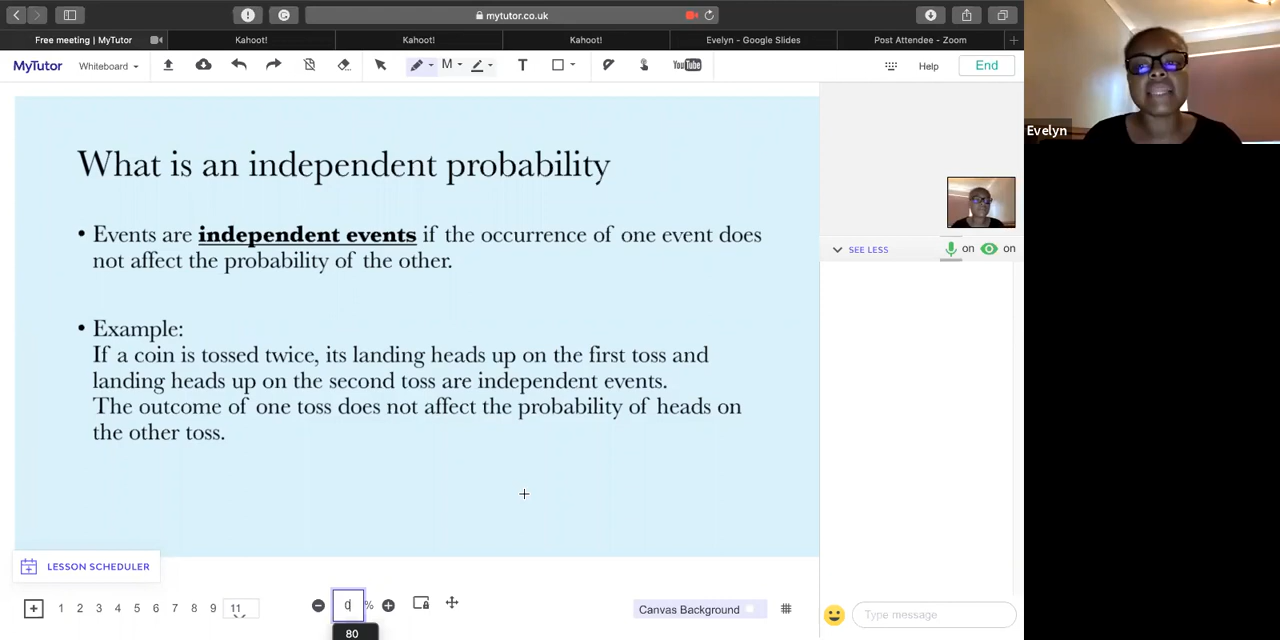 mytutor.co.uk
Free meeting | MyTutor
Kahoot!
Kahoot!
Kahoot!
Evelyn - Google Slides
Post Attendee - Zoom
MyTutor
Whiteboard
M
T
YouTube
Help
End
What is an independent probability
• Events are independent events if the occurrence of one event does
not affect the probability of the other.
• Example:
If a coin is tossed twice, its landing heads up on the first toss and
landing heads up on the second toss are independent events.
The outcome of one toss does not affect the probability of heads on
the other toss.
Evelyn
SEE LESS
on
on
LESSON SCHEDULER
1 2 3 4 5 6 7 8 9 11
0 %
80
Canvas Background
Type message